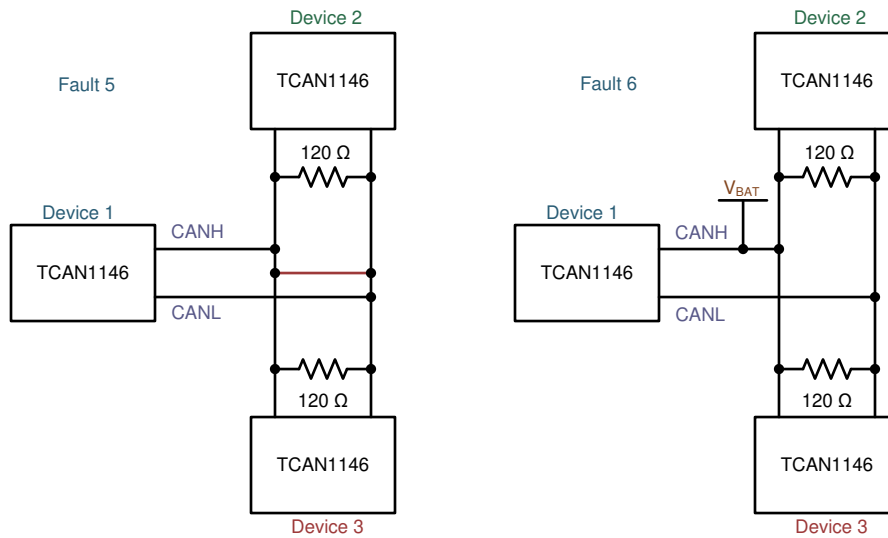 Device 2
Fault 5
TCAN1146
120 Ω
Device 1
CANH
TCAN1146
CANL
120 Ω
TCAN1146
Device 3
Device 2
Fault 6
TCAN1146
120 Ω
VBAT
Device 1
CANH
TCAN1146
CANL
120 Ω
TCAN1146
Device 3